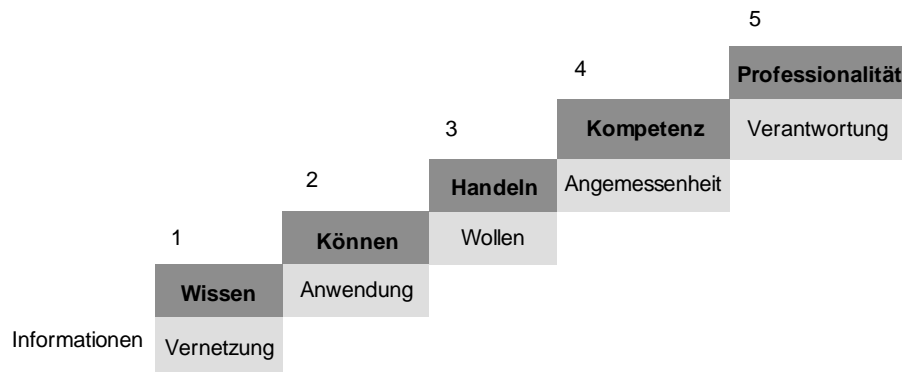 5
Professionalität
4
Kompetenz
Verantwortung
3
Handeln
Angemessenheit
2
Können
Wollen
1
Wissen
Anwendung
Informationen
Vernetzung